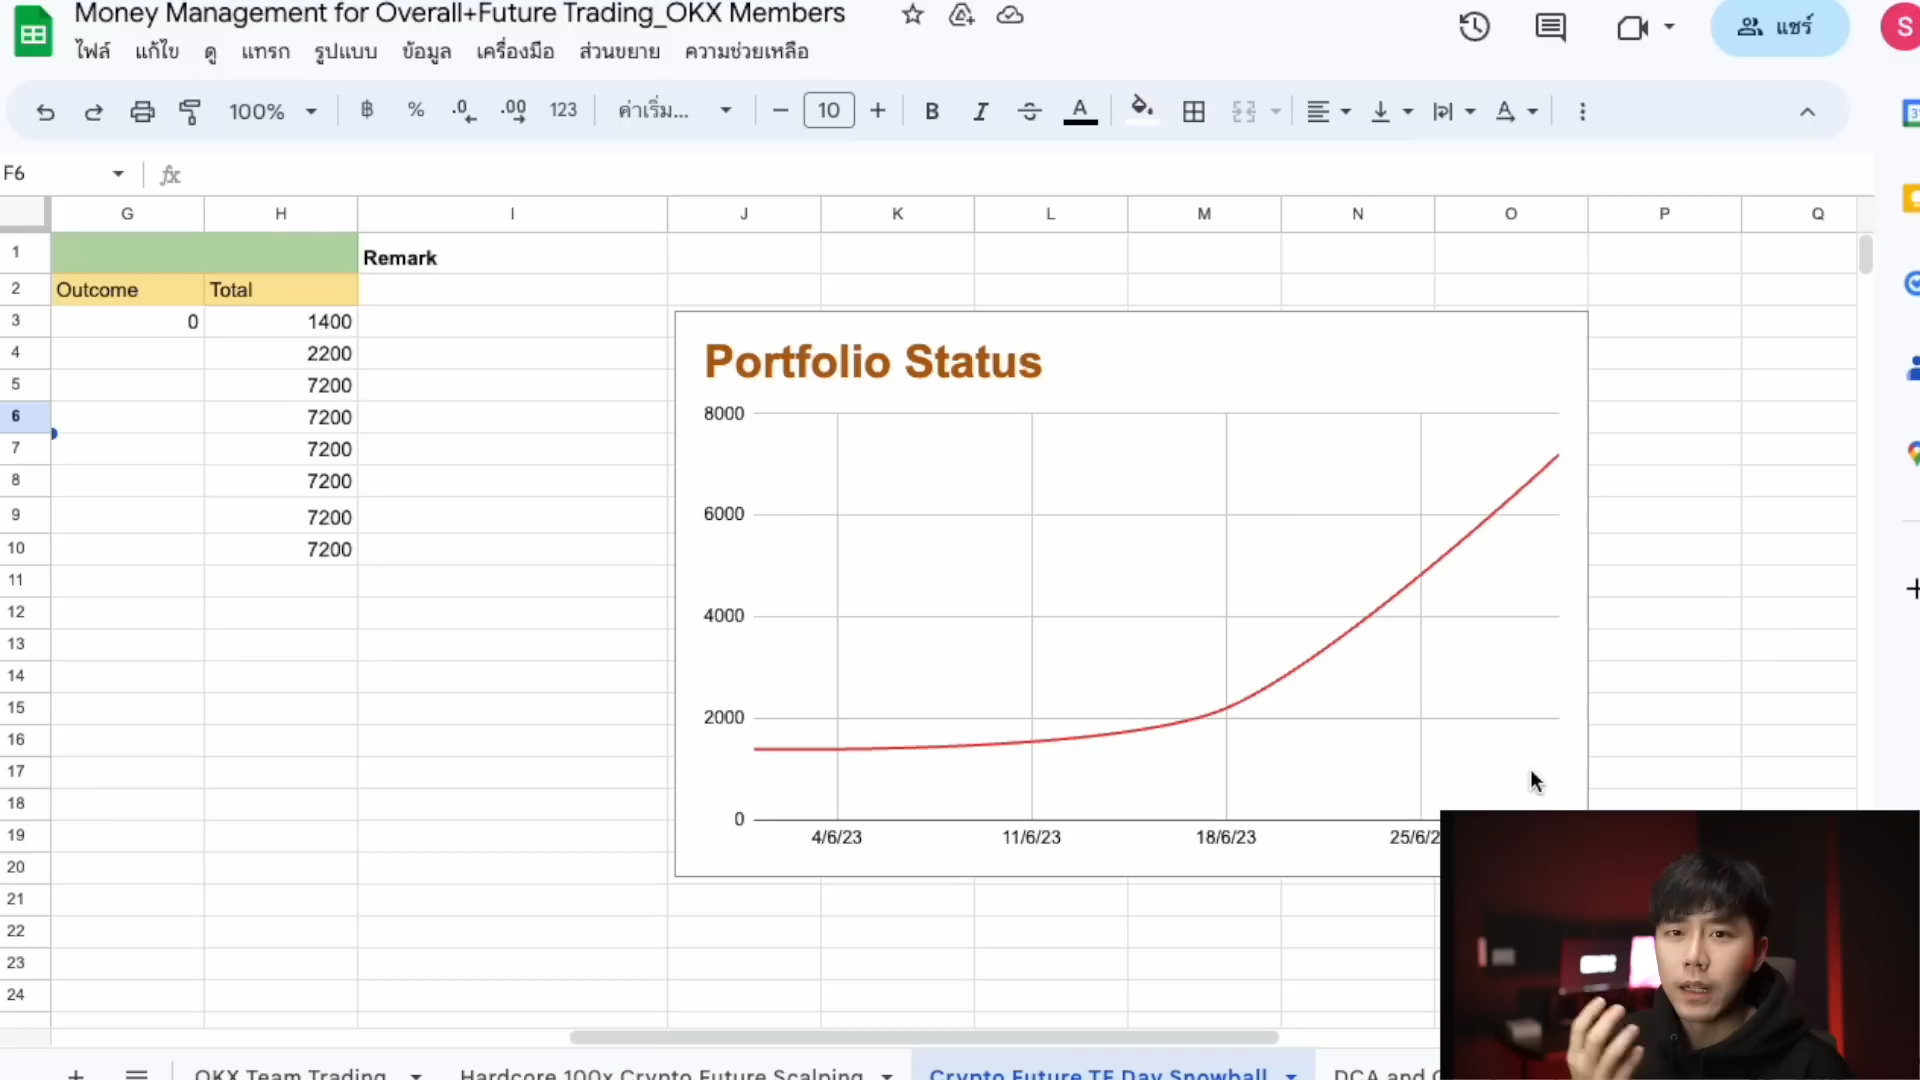 Money Management for Overall+Future Trading_OKX Members
ไฟล์ แก้ไข ดู แทรก รูปแบบ ข้อมูล เครื่องมือ ส่วนขยาย ความช่วยเหลือ
แชร์
S
100% ฿ % .0 .00 123 ค่าเริ่ม... 10 B I A
F6 fx
G H I J K L M N O P Q
1 Remark
2 Outcome Total
3 0 1400
4 2200
5 7200
6 7200
7 7200
8 7200
9 7200
10 7200
11
12
13
14
15
16
17
18
19
20
21
22
23
24
Portfolio Status
8000
6000
4000
2000
0
4/6/23 11/6/23 18/6/23 25/6/2
OKX Team Trading Hardcore 100x Crypto Future Scalping Crypto Future TF Day Snowball DCA and